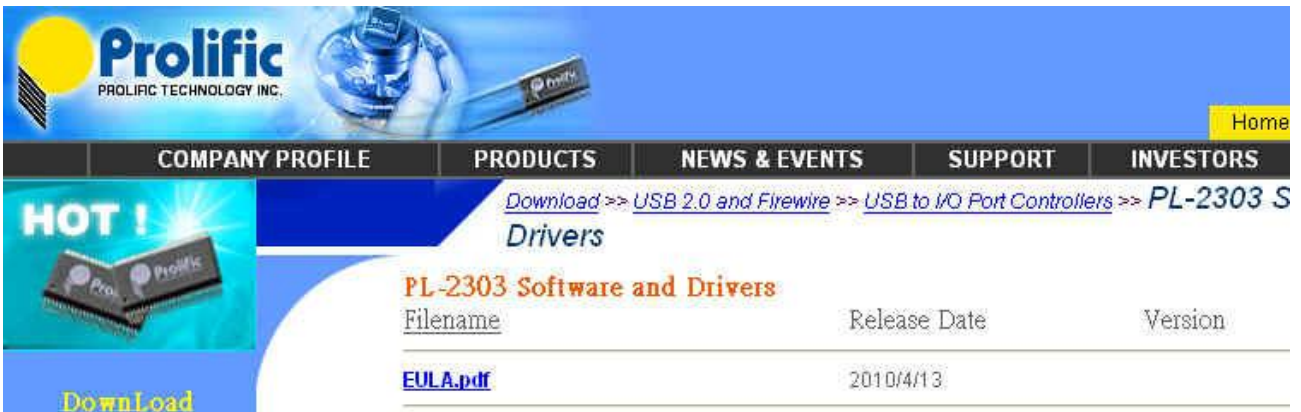 Prolific
PROLIFIC TECHNOLOGY INC.
Prolific
Home
COMPANY PROFILE PRODUCTS NEWS & EVENTS SUPPORT INVESTORS
HOT !
Prolific
Download >> USB 2.0 and Firewire >> USB to I/O Port Controllers >> PL-2303 S
Drivers
PL-2303 Software and Drivers
Filename Release Date Version
EULA.pdf 2010/4/13
DownLoad